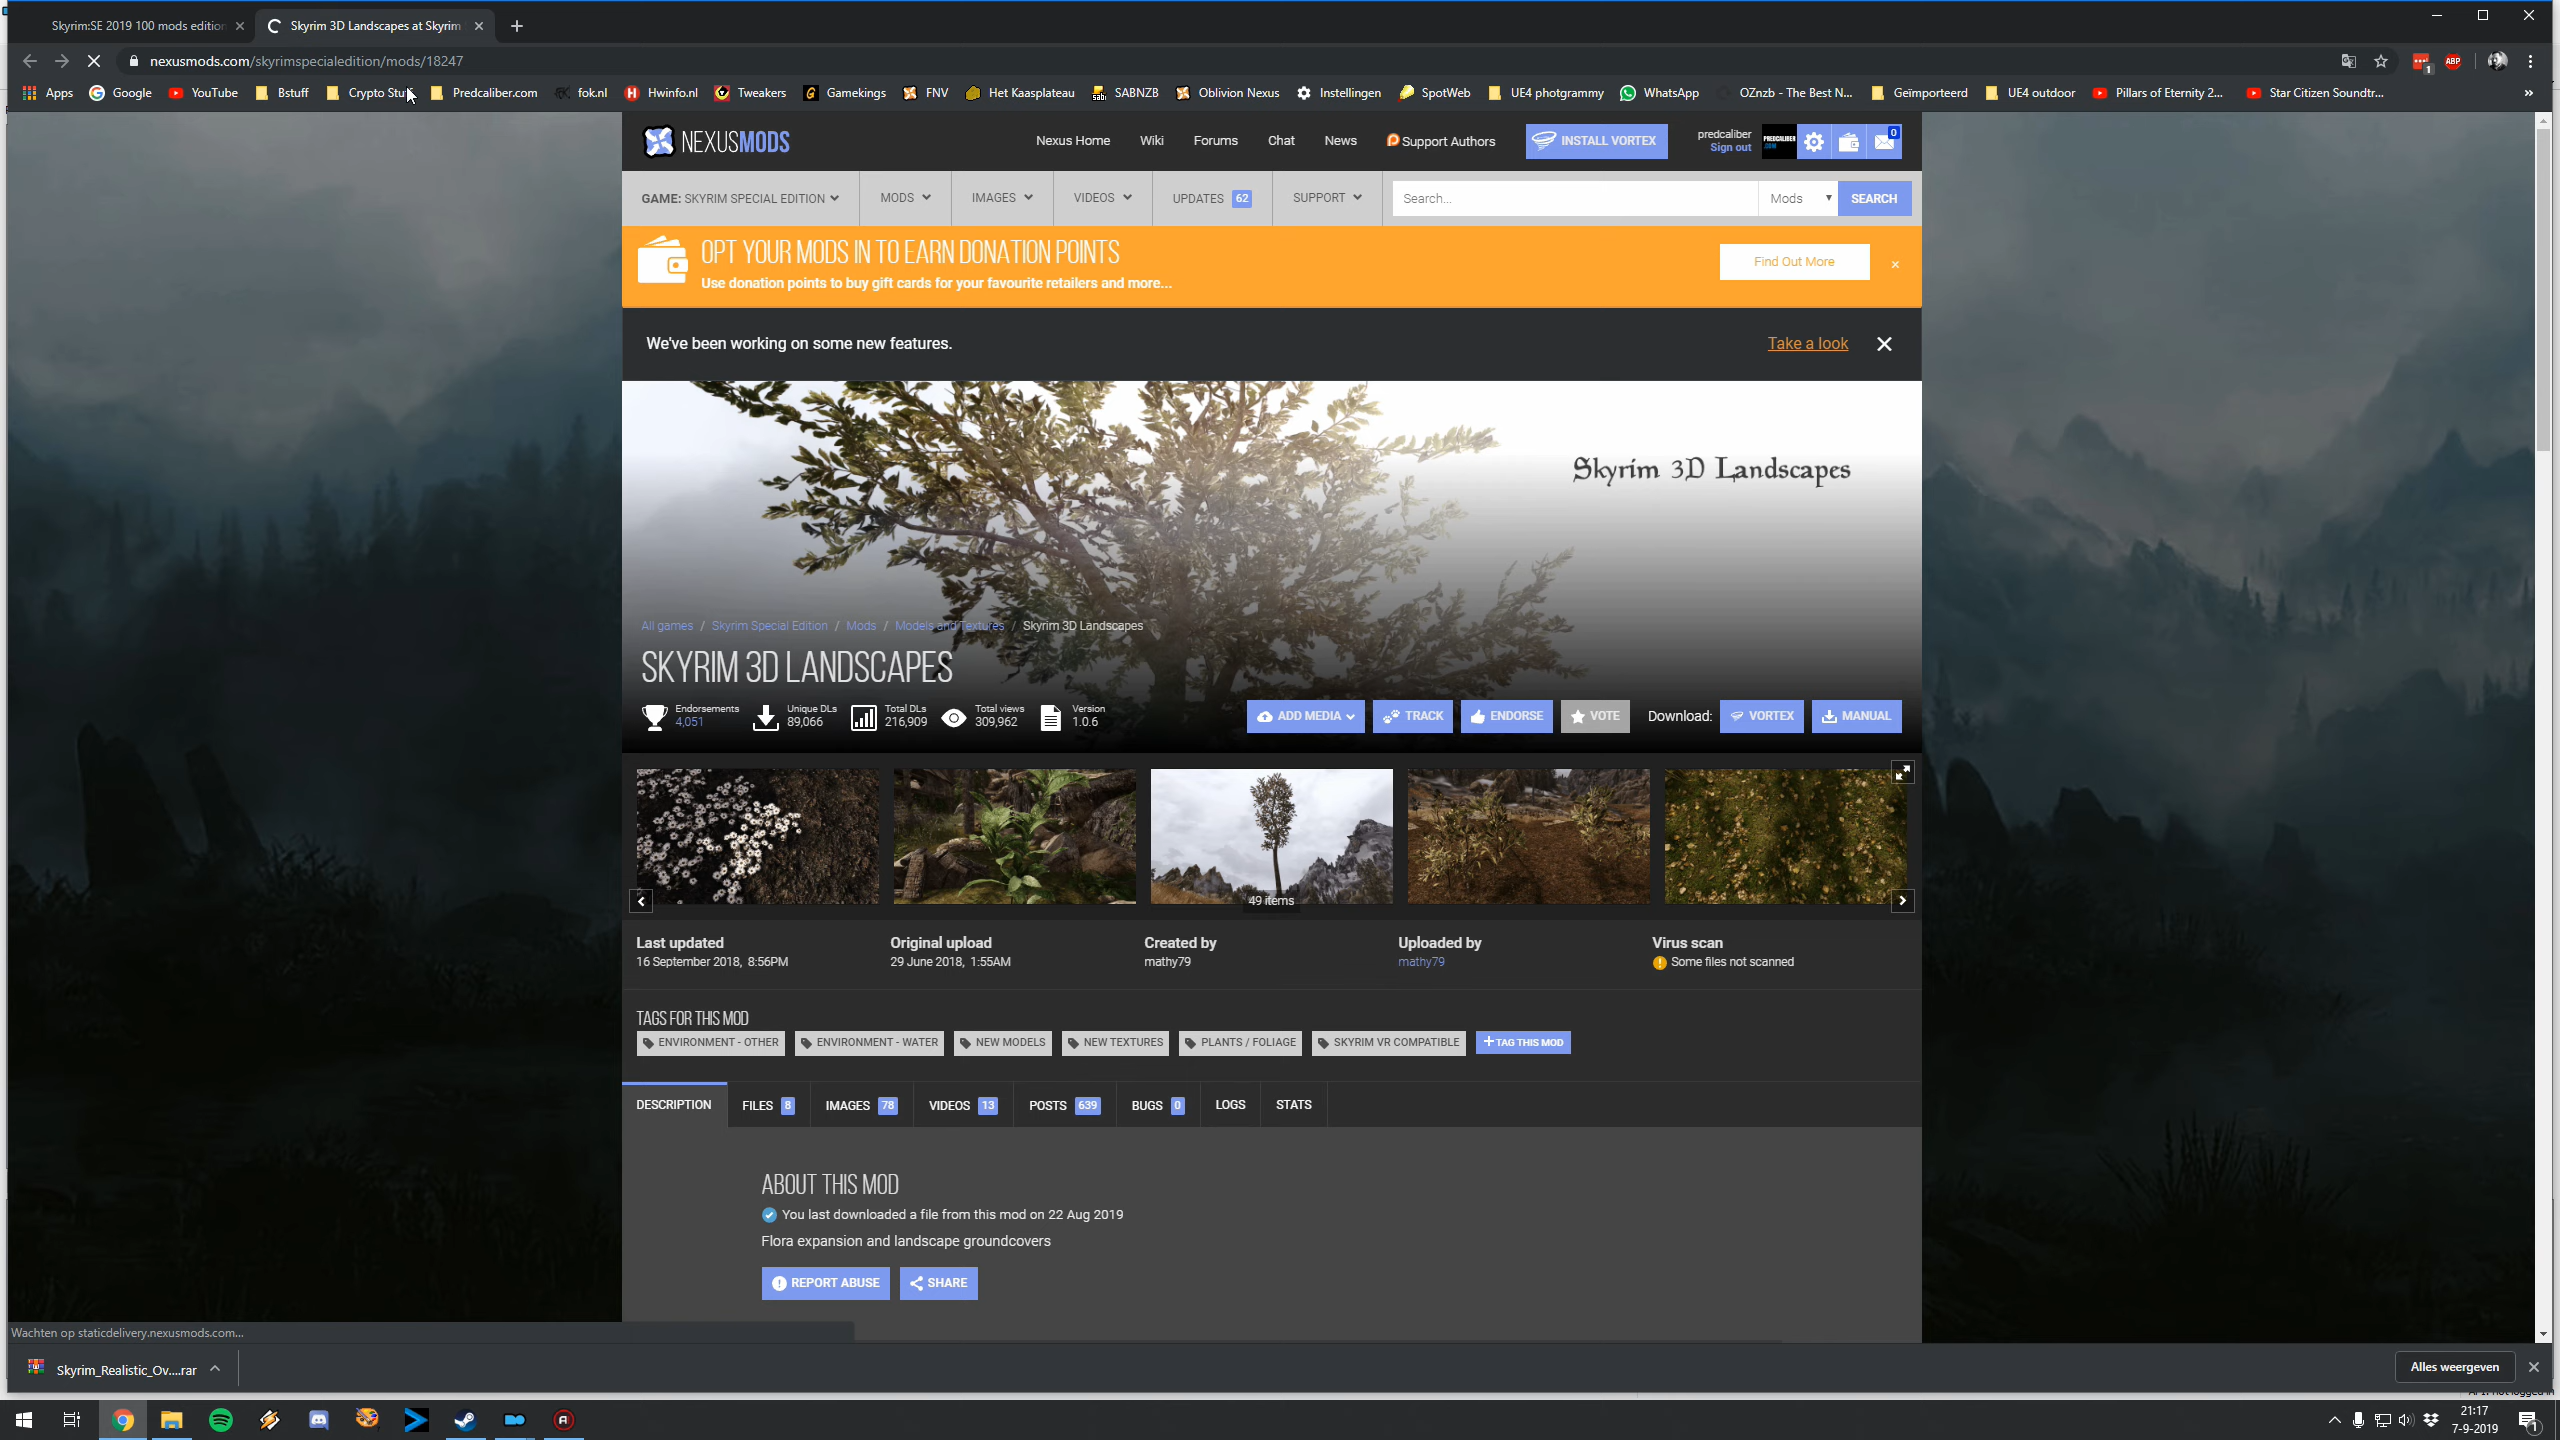 Skyrim:SE 2019 100 mods edition
Skyrim 3D Landscapes at Skyrim
nexusmods.com/skyrimspecialedition/mods/18247
ABP
1
Apps Google YouTube Bstuff Crypto Stuf Predcaliber.com fok.nl Hwinfo.nl Tweakers Gamekings FNV Het Kaasplateau SABNZB Oblivion Nexus Instellingen SpotWeb UE4 photgrammy WhatsApp OZnzb - The Best N... Geïmporteerd UE4 outdoor Pillars of Eternity 2... Star Citizen Soundtr... »
NEXUSMODS
Nexus Home Wiki Forums Chat News Support Authors INSTALL VORTEX
predcaliber
Sign out
PREDCALIBER
.COM
0
GAME: SKYRIM SPECIAL EDITION MODS IMAGES VIDEOS UPDATES 62 SUPPORT Search... Mods SEARCH
OPT YOUR MODS IN TO EARN DONATION POINTS
Use donation points to buy gift cards for your favourite retailers and more...
Find Out More
We've been working on some new features.
Take a look
Skyrim 3D Landscapes
All games / Skyrim Special Edition / Mods / Models and Textures / Skyrim 3D Landscapes
SKYRIM 3D LANDSCAPES
Endorsements
4,051
Unique DLs
89,066
Total DLs
216,909
Total views
309,962
Version
1.0.6
ADD MEDIA TRACK ENDORSE VOTE Download: VORTEX MANUAL
49 items
Last updated
16 September 2018, 8:56PM
Original upload
29 June 2018, 1:55AM
Created by
mathy79
Uploaded by
mathy79
Virus scan
Some files not scanned
TAGS FOR THIS MOD
ENVIRONMENT - OTHER ENVIRONMENT - WATER NEW MODELS NEW TEXTURES PLANTS / FOLIAGE SKYRIM VR COMPATIBLE +TAG THIS MOD
DESCRIPTION FILES 8 IMAGES 78 VIDEOS 13 POSTS 639 BUGS 0 LOGS STATS
ABOUT THIS MOD
You last downloaded a file from this mod on 22 Aug 2019
Flora expansion and landscape groundcovers
REPORT ABUSE SHARE
Wachten op staticdelivery.nexusmods.com...
Skyrim_Realistic_Ov....rar
Alles weergeven
21:17
7-9-2019
1